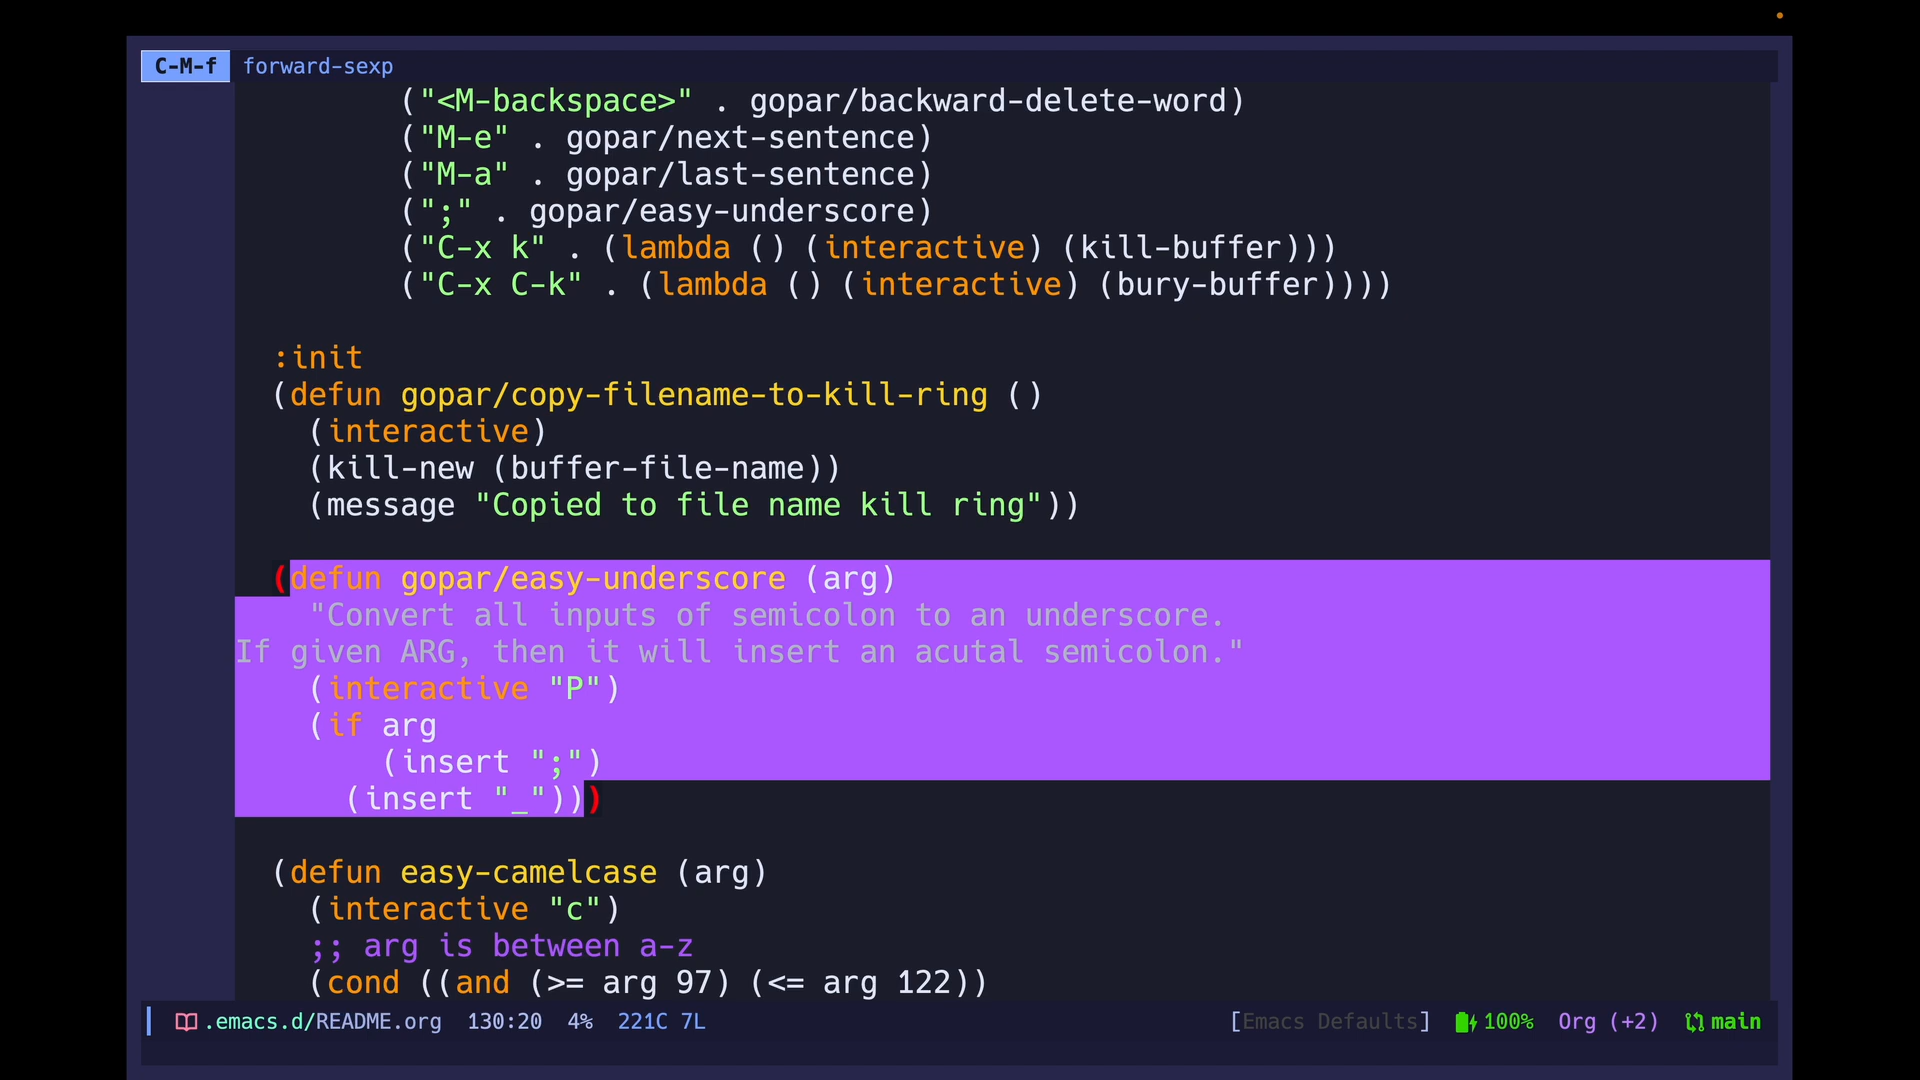 C-M-f forward-sexp
("<M-backspace>" . gopar/backward-delete-word)
("M-e" . gopar/next-sentence)
("M-a" . gopar/last-sentence)
(";" . gopar/easy-underscore)
("C-x k" . (lambda () (interactive) (kill-buffer)))
("C-x C-k" . (lambda () (interactive) (bury-buffer))))
:init
(defun gopar/copy-filename-to-kill-ring ()
(interactive)
(kill-new (buffer-file-name))
(message "Copied to file name kill ring"))
(defun gopar/easy-underscore (arg)
"Convert all inputs of semicolon to an underscore.
If given ARG, then it will insert an acutal semicolon."
(interactive "P")
(if arg
(insert ";")
(insert "_")))
(defun easy-camelcase (arg)
(interactive "c")
;; arg is between a-z
(cond ((and (>= arg 97) (<= arg 122))
.emacs.d/README.org 130:20 4% 221C 7L [Emacs Defaults] 100% Org (+2) main